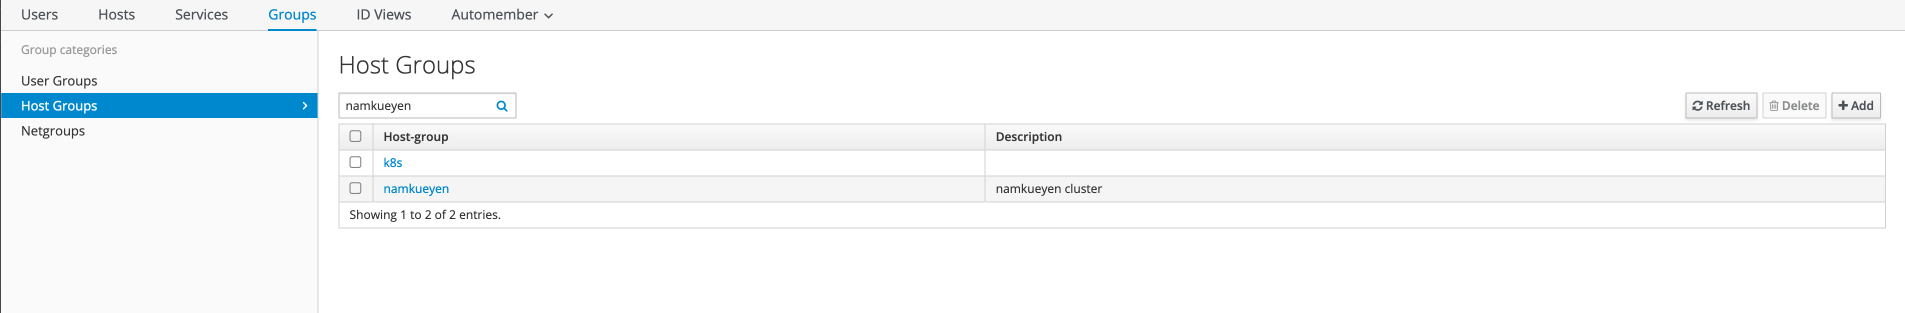 Users Hosts Services Groups ID Views Automember
Group categories
User Groups
Host Groups
Netgroups
Host Groups
namkueyen
Refresh Delete Add
Host-group Description
k8s
namkueyen namkueyen cluster
Showing 1 to 2 of 2 entries.